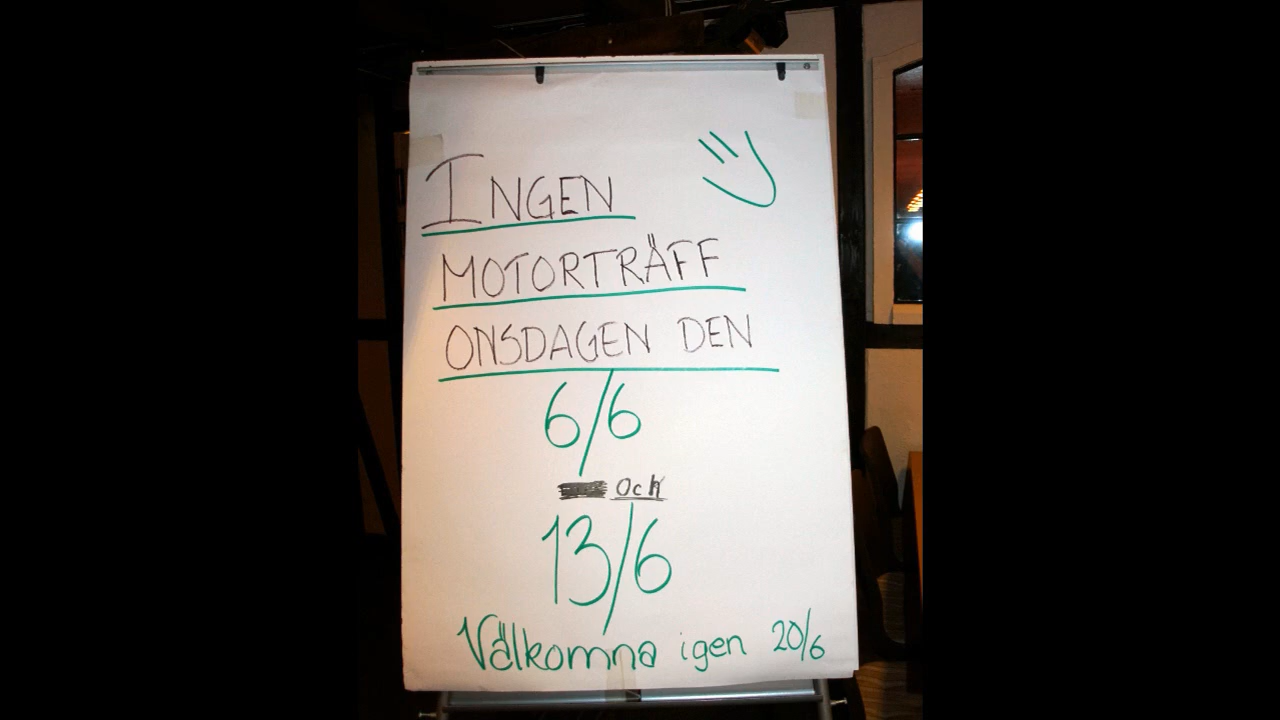 INGEN
MOTORTRÄFF
ONSDAGEN DEN
6/6
Och
13/6
Välkomna igen 20/6